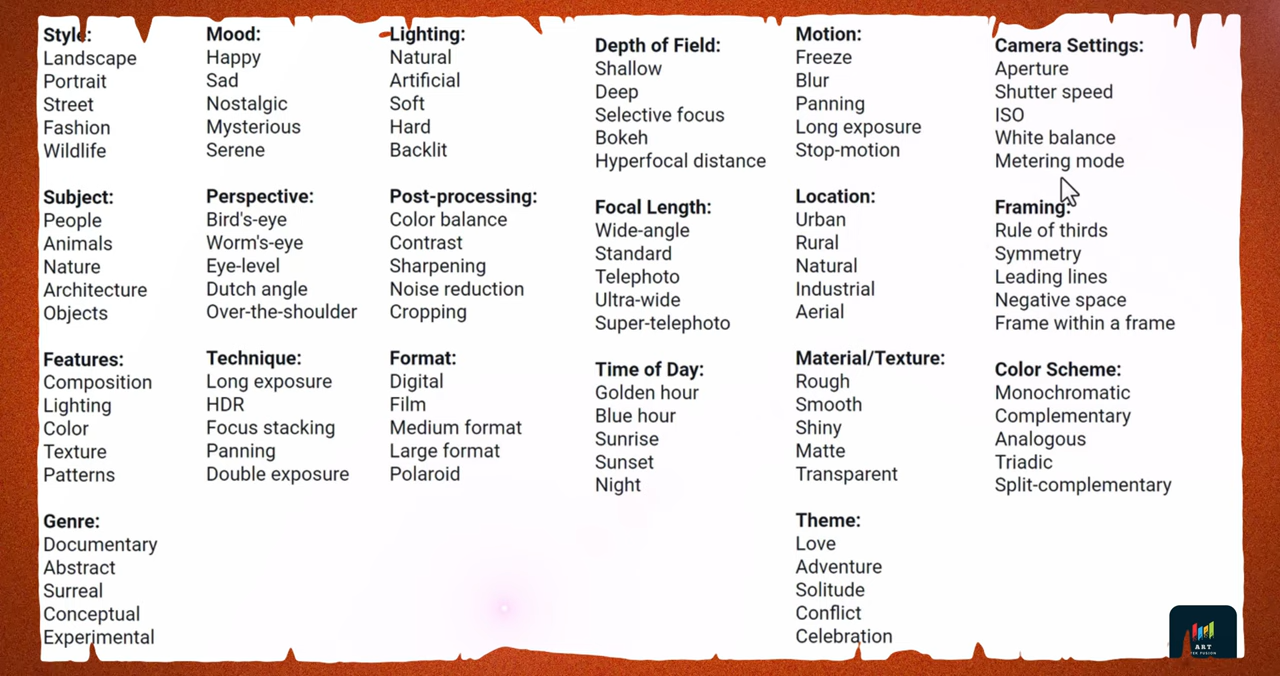 Style:
Landscape
Portrait
Street
Fashion
Wildlife
Subject:
People
Animals
Nature
Architecture
Objects
Features:
Composition
Lighting
Color
Texture
Patterns
Genre:
Documentary
Abstract
Surreal
Conceptual
Experimental
Mood:
Happy
Sad
Nostalgic
Mysterious
Serene
Perspective:
Bird's-eye
Worm's-eye
Eye-level
Dutch angle
Over-the-shoulder
Technique:
Long exposure
HDR
Focus stacking
Panning
Double exposure
Lighting:
Natural
Artificial
Soft
Hard
Backlit
Post-processing:
Color balance
Contrast
Sharpening
Noise reduction
Cropping
Format:
Digital
Film
Medium format
Large format
Polaroid
Depth of Field:
Shallow
Deep
Selective focus
Bokeh
Hyperfocal distance
Focal Length:
Wide-angle
Standard
Telephoto
Ultra-wide
Super-telephoto
Time of Day:
Golden hour
Blue hour
Sunrise
Sunset
Night
Motion:
Freeze
Blur
Panning
Long exposure
Stop-motion
Location:
Urban
Rural
Natural
Industrial
Aerial
Material/Texture:
Rough
Smooth
Shiny
Matte
Transparent
Theme:
Love
Adventure
Solitude
Conflict
Celebration
Camera Settings:
Aperture
Shutter speed
ISO
White balance
Metering mode
Framing:
Rule of thirds
Symmetry
Leading lines
Negative space
Frame within a frame
Color Scheme:
Monochromatic
Complementary
Analogous
Triadic
Split-complementary
ART
FUSION